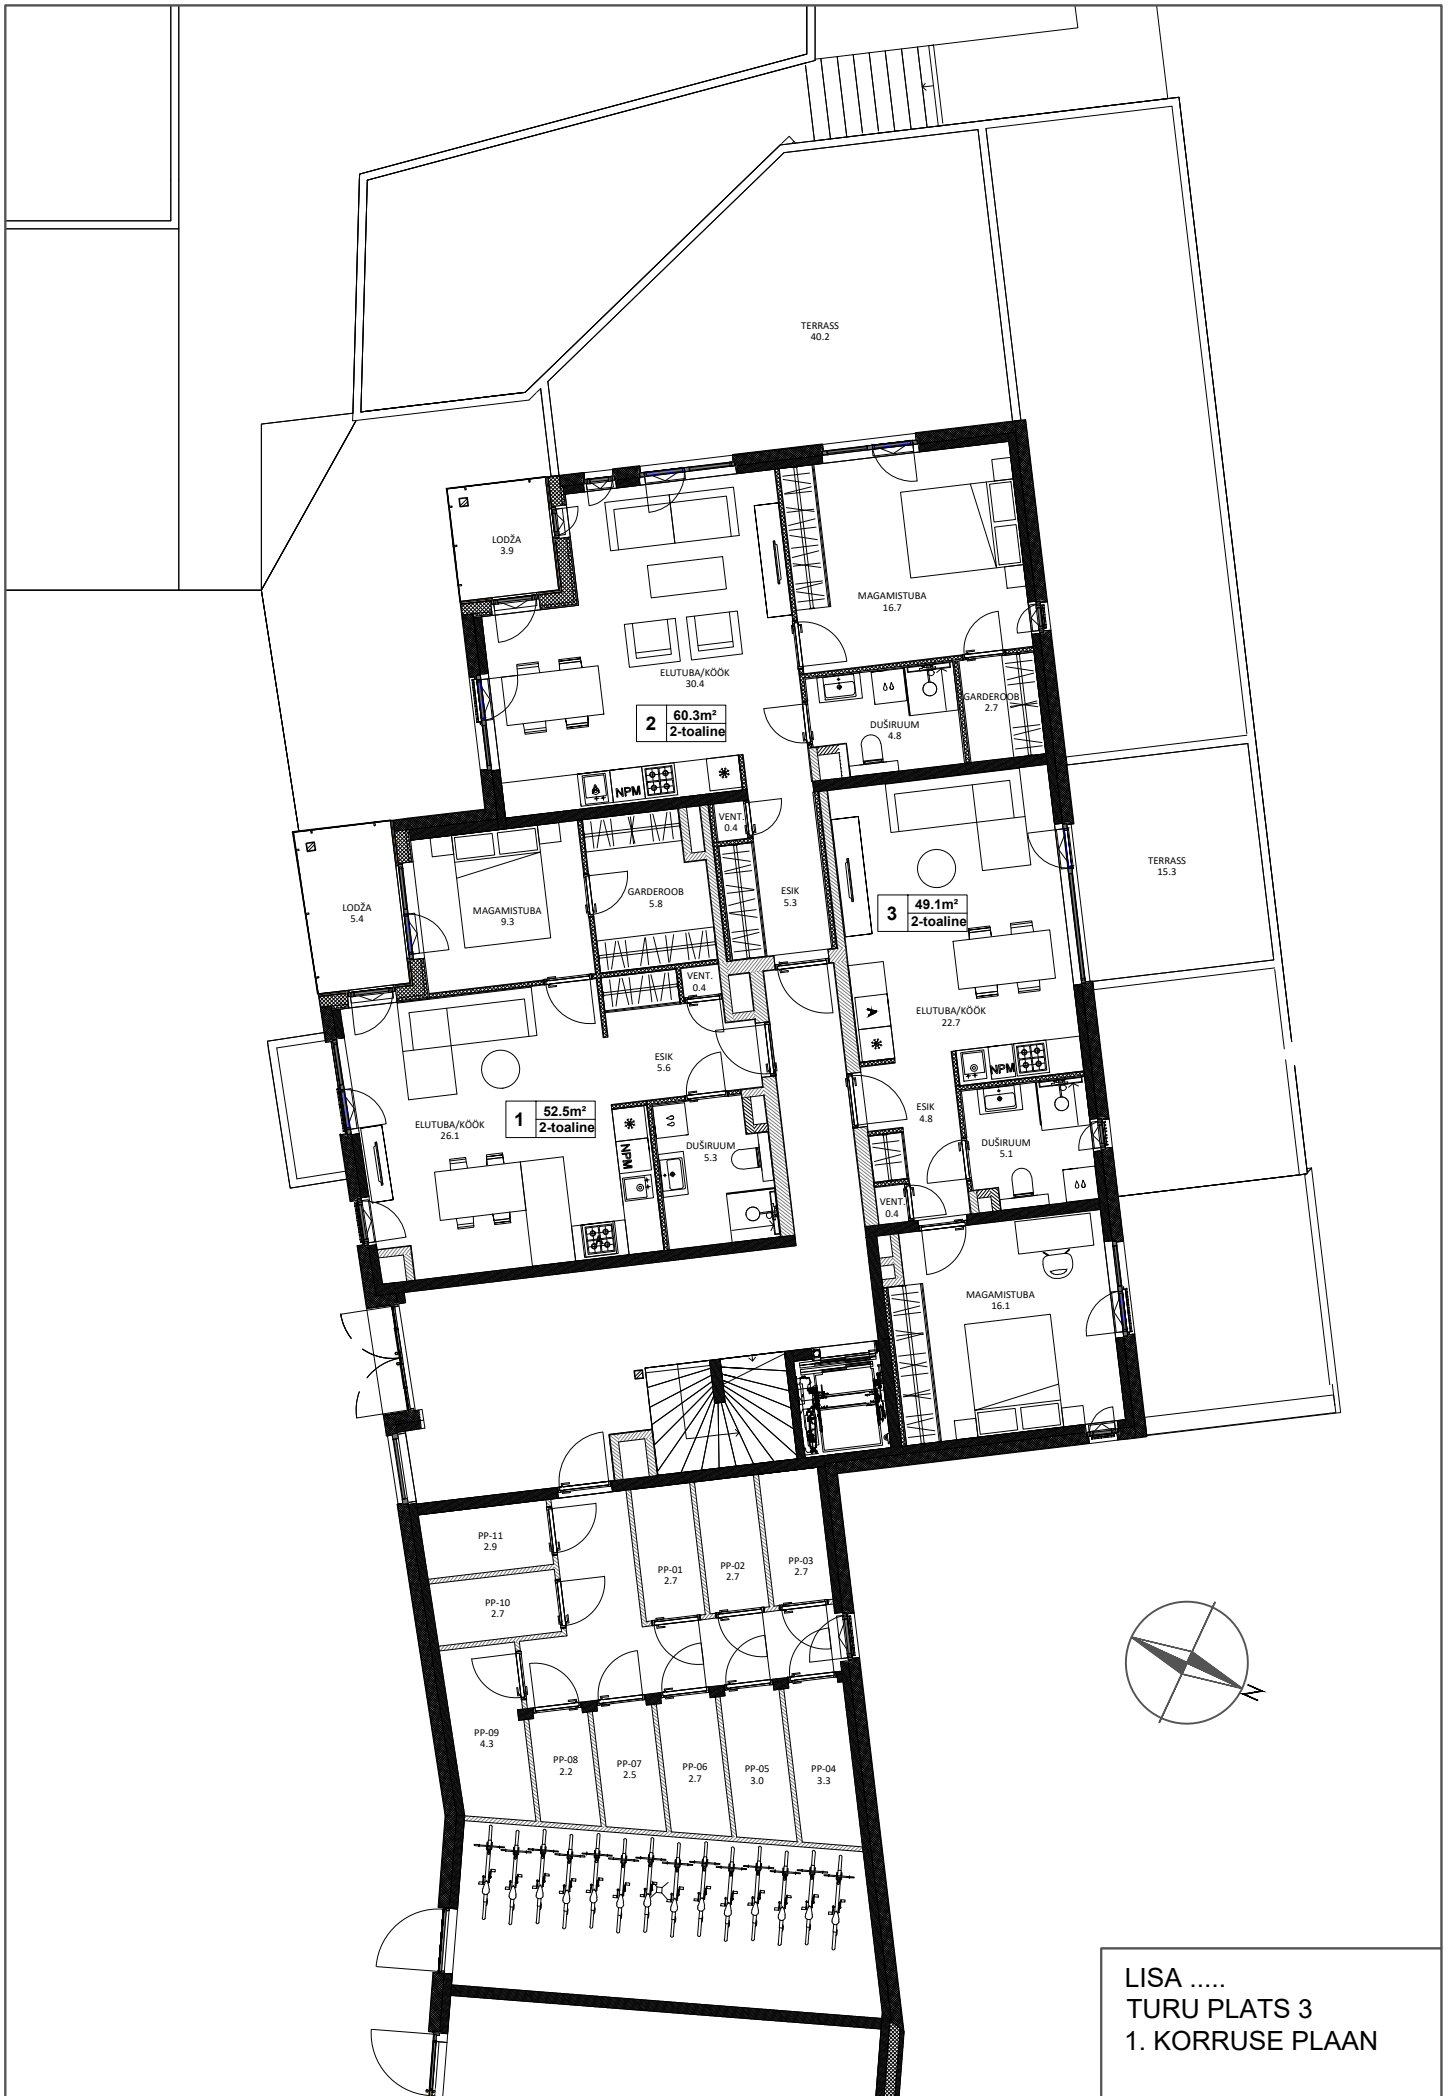 TERRASS
40.2
LODŽA
3.9
MAGAMISTUBA
16.7
ELUTUBA/KÖÖK
30.4
GARDEROOB
2.7
2
60.3m²
2-toaline
DUŠIRUUM
4.8
NPM
VENT.
0.4
TERRASS
15.3
GARDEROOB
5.8
ESIK
5.3
LODŽA
5.4
MAGAMISTUBA
9.3
3
49.1m²
2-toaline
VENT.
0.4
ELUTUBA/KÖÖK
22.7
ESIK
5.6
NPM
1
52.5m²
2-toaline
ELUTUBA/KÖÖK
26.1
ESIK
4.8
NPM
DUŠIRUUM
5.3
DUŠIRUUM
5.1
VENT.
0.4
MAGAMISTUBA
16.1
PP-11
2.9
PP-01
2.7
PP-02
2.7
PP-03
2.7
PP-10
2.7
N
PP-09
4.3
PP-08
2.2
PP-07
2.5
PP-06
2.7
PP-05
3.0
PP-04
3.3
LISA .....
TURU PLATS 3
1. KORRUSE PLAAN